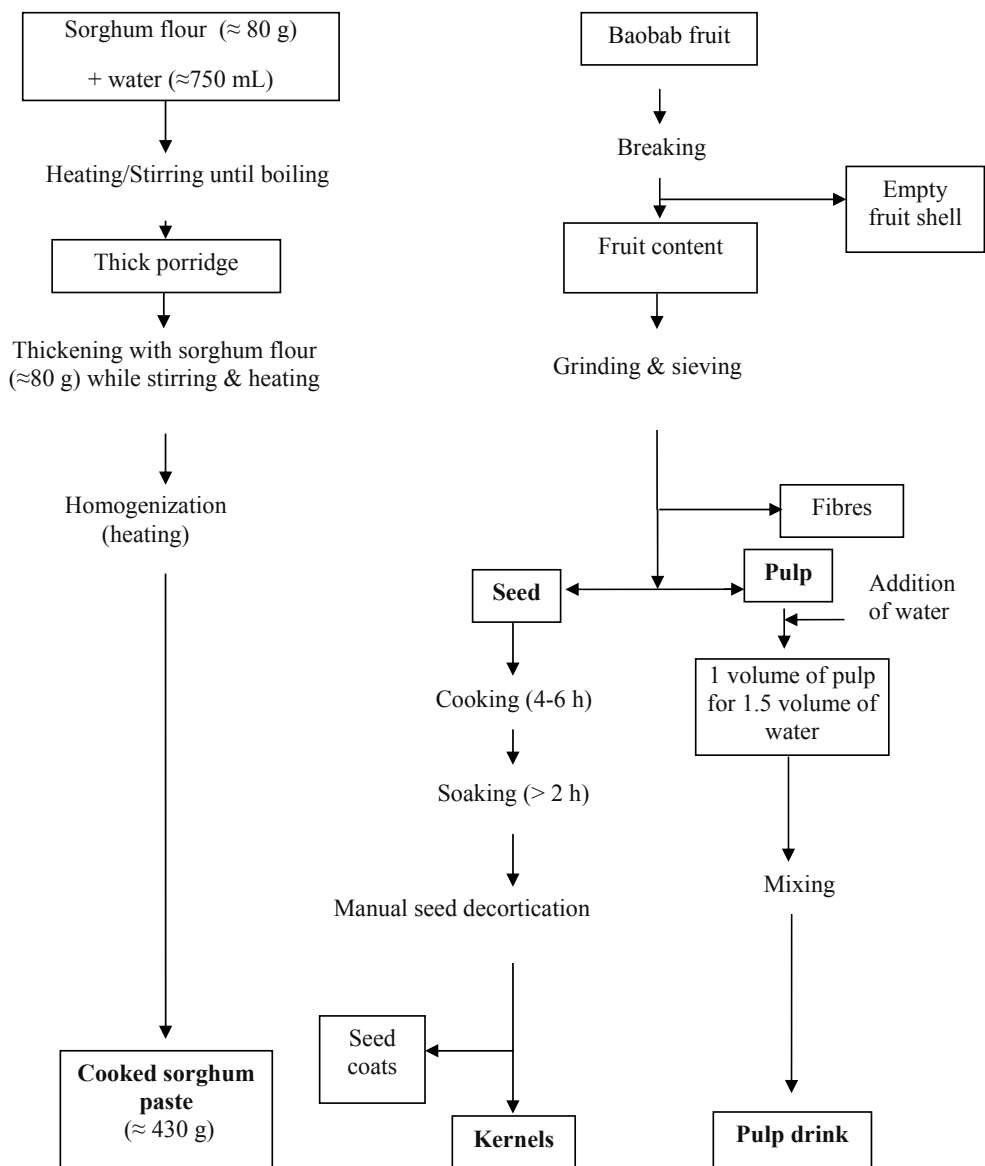 Sorghum flour (≈ 80 g)
+ water (≈750 mL)
Heating/Stirring until boiling
Thick porridge
Thickening with sorghum flour
(≈80 g) while stirring & heating
Homogenization
(heating)
Cooked sorghum
paste
(≈ 430 g)
Baobab fruit
Breaking
Empty
fruit shell
Fruit content
Grinding & sieving
Fibres
Seed
Pulp
Addition
of water
Cooking (4-6 h)
Soaking (> 2 h)
Manual seed decortication
Seed
coats
Kernels
1 volume of pulp
for 1.5 volume of
water
Mixing
Pulp drink